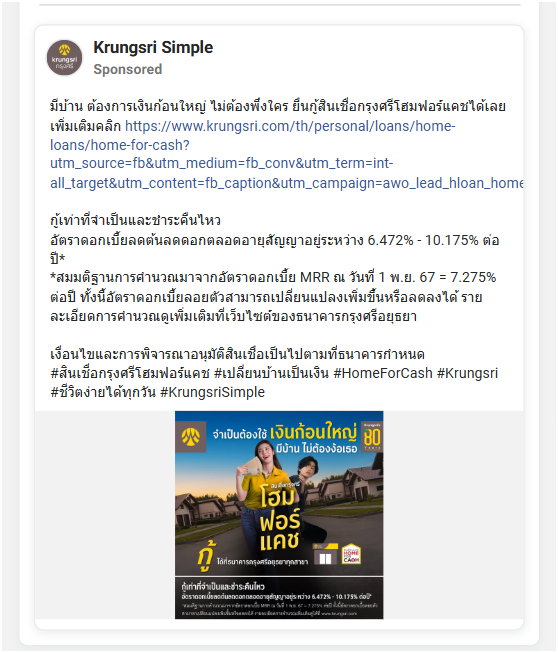 Krungsri Simple
Sponsored
krungsri
กรุงศรี
มีบ้าน ต้องการเงินก้อนใหญ่ ไม่ต้องพึ่งใคร ยื่นกู้สินเชื่อกรุงศรีโฮมฟอร์แคชได้เลย
เพิ่มเติมคลิก https://www.krungsri.com/th/personal/loans/home-
loans/home-for-cash?
utm_source=fb&utm_medium=fb_conv&utm_term=int-
all_target&utm_content=fb_caption&utm_campaign=awo_lead_hloan_home
กู้เท่าที่จำเป็นและชำระคืนไหว
อัตราดอกเบี้ยลดต้นลดดอกตลอดอายุสัญญาอยู่ระหว่าง 6.472% - 10.175% ต่อ
ปี*
*สมมติฐานการคำนวณมาจากอัตราดอกเบี้ย MRR ณ วันที่ 1 พ.ย. 67 = 7.275%
ต่อปี ทั้งนี้อัตราดอกเบี้ยลอยตัวสามารถเปลี่ยนแปลงเพิ่มขึ้นหรือลดลงได้ ราย
ละเอียดการคำนวณดูเพิ่มเติมที่เว็บไซต์ของธนาคารกรุงศรีอยุธยา
เงื่อนไขและการพิจารณาอนุมัติสินเชื่อเป็นไปตามที่ธนาคารกำหนด
#สินเชื่อกรุงศรีโฮมฟอร์แคช #เปลี่ยนบ้านเป็นเงิน #HomeForCash #Krungsri
#ชีวิตง่ายได้ทุกวัน #KrungsriSimple
จำเป็นต้องใช้ เงินก้อนใหญ่
มีบ้าน ไม่ต้องง้อเธอ
80
สินเชื่อกรุงศรี
โฮม
ฟอร์
แคช
กู้ ได้ที่ธนาคารกรุงศรีอยุธยาทุกสาขา
HOME
CASH
กู้เท่าที่จำเป็นและชำระคืนไหว
อัตราดอกเบี้ยลดต้นลดดอกตลอดอายุสัญญาอยู่ระหว่าง 6.472% - 10.175% ต่อปี*